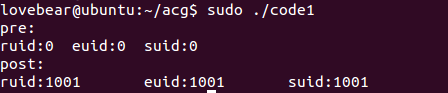 lovebear@ubuntu:~/acg$ sudo ./code1
pre:
ruid:0  euid:0  suid:0
post:
ruid:1001       euid:1001       suid:1001